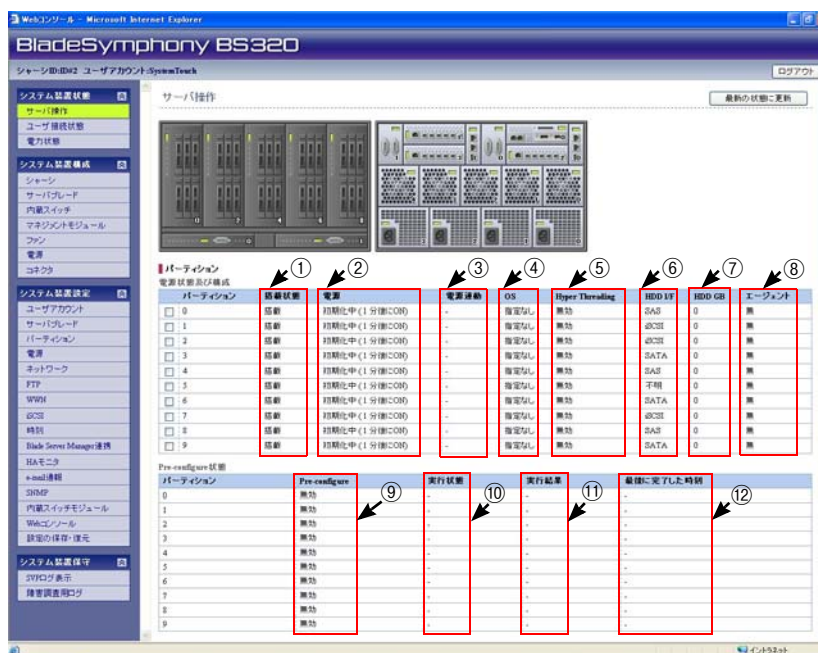 Webコンソール - Microsoft Internet Explorer
BladeSymphony BS320
シャーシID:ID#2 ユーザアカウント:SystemTouch
ログアウト
システム装置状態
サーバ操作
ユーザ接続状態
電力状態
システム装置構成
シャーシ
サーバブレード
内蔵スイッチ
マネジメントモジュール
ファン
電源
コネクタ
システム装置設定
ユーザアカウント
サーバブレード
パーティション
電源
ネットワーク
FTP
WWN
iSCSI
時刻
Blade Server Manager連携
HAモニタ
e-mail通報
SNMP
内蔵スイッチモジュール
Webコンソール
設定の保存・復元
システム装置保守
SVPログ表示
障害調査用ログ
サーバ操作
最新の状態に更新
パーティション
電源状態及び構成
① ② ③ ④ ⑤ ⑥ ⑦ ⑧
パーティション 搭載状態 電源 電源連動 OS Hyper Threading HDD I/F HDD GB エージェント
0 搭載 初期化中(1分後にON) - 指定なし 無効 SAS 0 無
1 搭載 初期化中(1分後にON) - 指定なし 無効 iSCSI 0 無
2 搭載 初期化中(1分後にON) - 指定なし 無効 iSCSI 0 無
3 搭載 初期化中(1分後にON) - 指定なし 無効 SATA 0 無
4 搭載 初期化中(1分後にON) - 指定なし 無効 SAS 0 無
5 搭載 初期化中(1分後にON) - 指定なし 無効 不明 0 無
6 搭載 初期化中(1分後にON) - 指定なし 無効 SATA 0 無
7 搭載 初期化中(1分後にON) - 指定なし 無効 iSCSI 0 無
8 搭載 初期化中(1分後にON) - 指定なし 無効 SAS 0 無
9 搭載 初期化中(1分後にON) - 指定なし 無効 SATA 0 無
Pre-configure状態
パーティション Pre-configure 実行状態 実行結果 最後に完了した時刻
⑨ ⑩ ⑪ ⑫
0 無効 - - -
1 無効 - - -
2 無効 - - -
3 無効 - - -
4 無効 - - -
5 無効 - - -
6 無効 - - -
7 無効 - - -
8 無効 - - -
9 無効 - - -
イントラネット